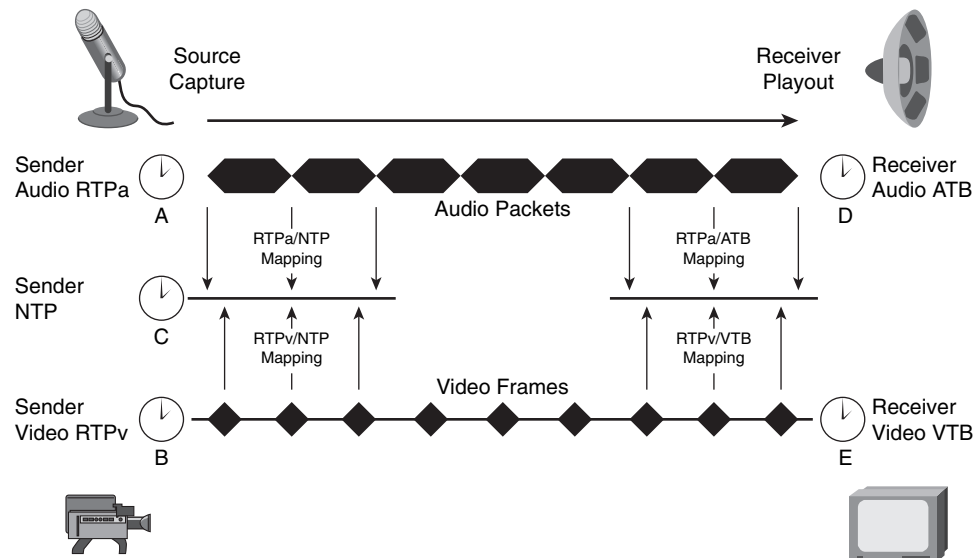 Source
Capture
Receiver
Playout
Sender
Audio RTPa
A
Audio Packets
D
Receiver
Audio ATB
RTPa/NTP
Mapping
RTPa/ATB
Mapping
Sender
NTP
C
RTPv/NTP
Mapping
RTPv/VTB
Mapping
Sender
Video RTPv
B
Video Frames
E
Receiver
Video VTB